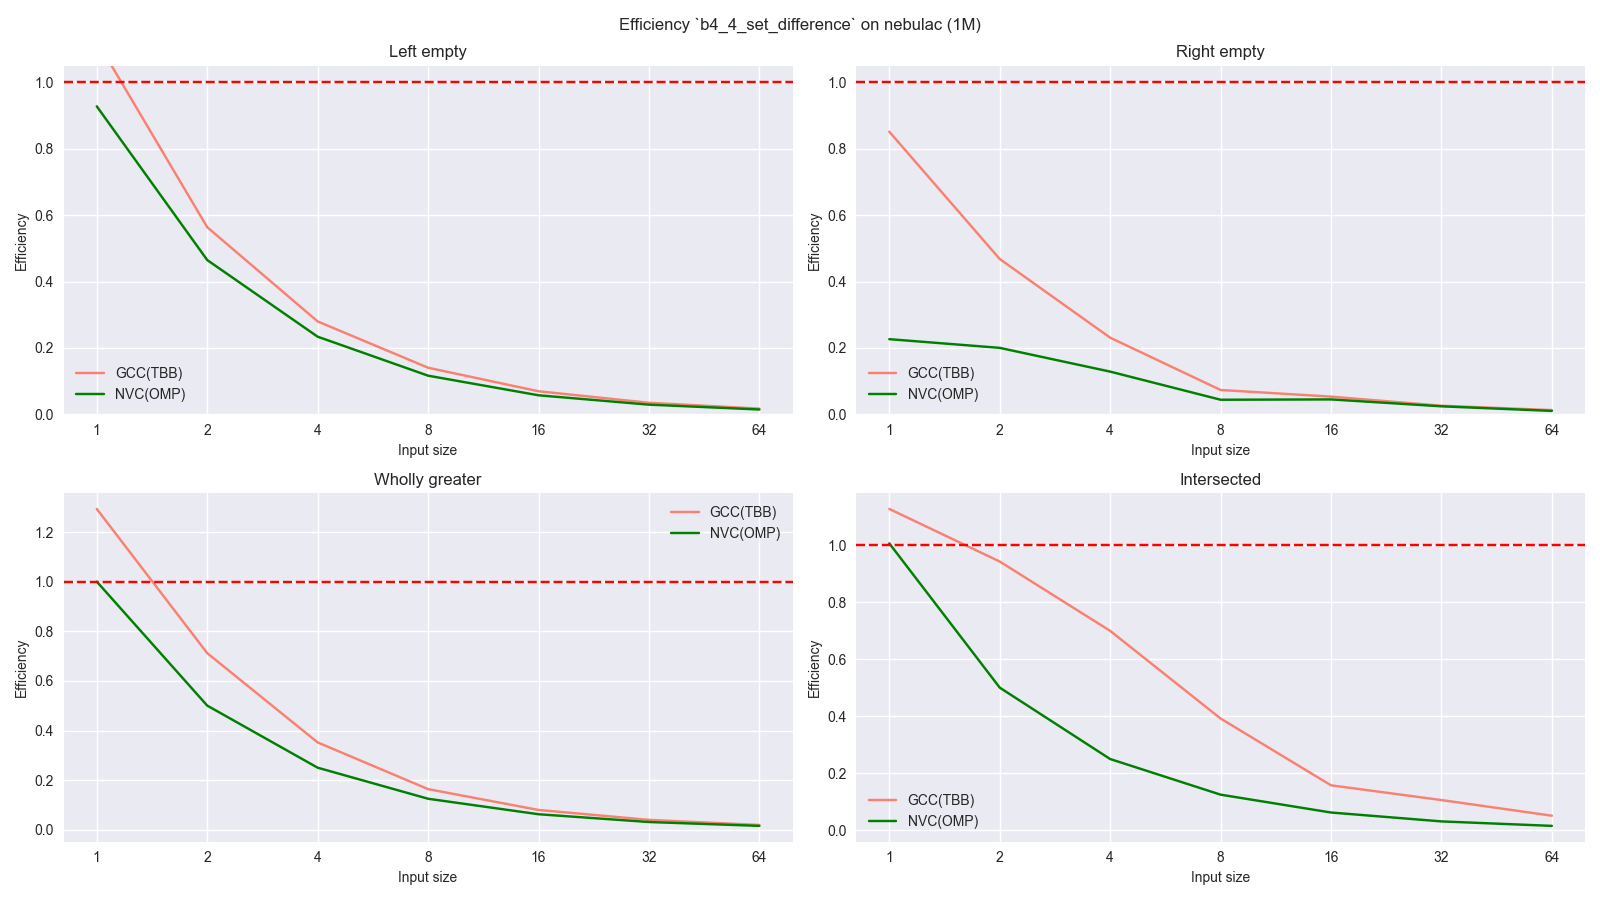 Efficiency `b4_4_set_difference` on nebulac (1M)
Left empty
1.0
0.8
0.6
0.4
0.2
0.0
Efficiency
GCC(TBB)
NVC(OMP)
1 2 4 8 16 32 64
Input size
Right empty
1.0
0.8
0.6
0.4
0.2
0.0
Efficiency
GCC(TBB)
NVC(OMP)
1 2 4 8 16 32 64
Input size
Wholly greater
1.2
1.0
0.8
0.6
0.4
0.2
0.0
Efficiency
GCC(TBB)
NVC(OMP)
1 2 4 8 16 32 64
Input size
Intersected
1.0
0.8
0.6
0.4
0.2
0.0
Efficiency
GCC(TBB)
NVC(OMP)
1 2 4 8 16 32 64
Input size